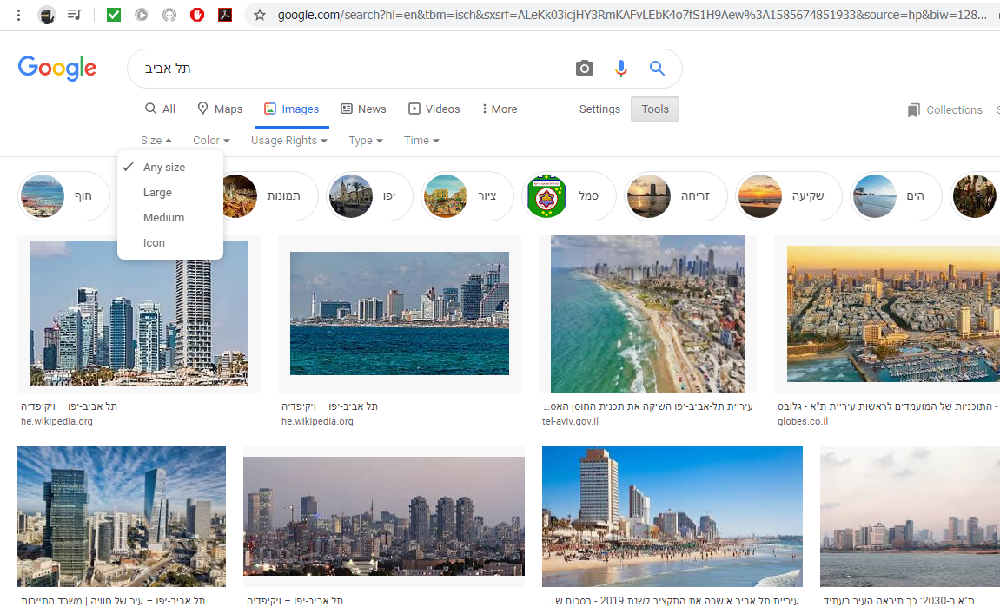 google.com/search?hl=en&tbm=isch&sxsrf=ALeKk03icjHY3RmKAFvLEbK4o7fS1H9Aew%3A1585674851933&source=hp&biw=128...
Google
תל אביב
All Maps Images News Videos More Settings Tools Collections
Size Color Usage Rights Type Time
Any size
Large
Medium
Icon
חוף
תמונות
יפו
ציור
סמל
זריחה
שקיעה
הים
תל אביב-יפו – ויקיפדיה
he.wikipedia.org
תל אביב-יפו – ויקיפדיה
he.wikipedia.org
עיריית תל-אביב-יפו השיקה את תכנית החוסן האס...
tel-aviv.gov.il
התוכניות של המועמדים לראשות עיריית ת"א - גלובס -
globes.co.il
תל אביב-יפו – עיר של חוויה | משרד התיירות
תל אביב-יפו – ויקיפדיה
עיריית תל אביב אישרה את התקציב לשנת 2019 - בסכום ש...
ת"א ב-2030: כך תיראה העיר בעתיד